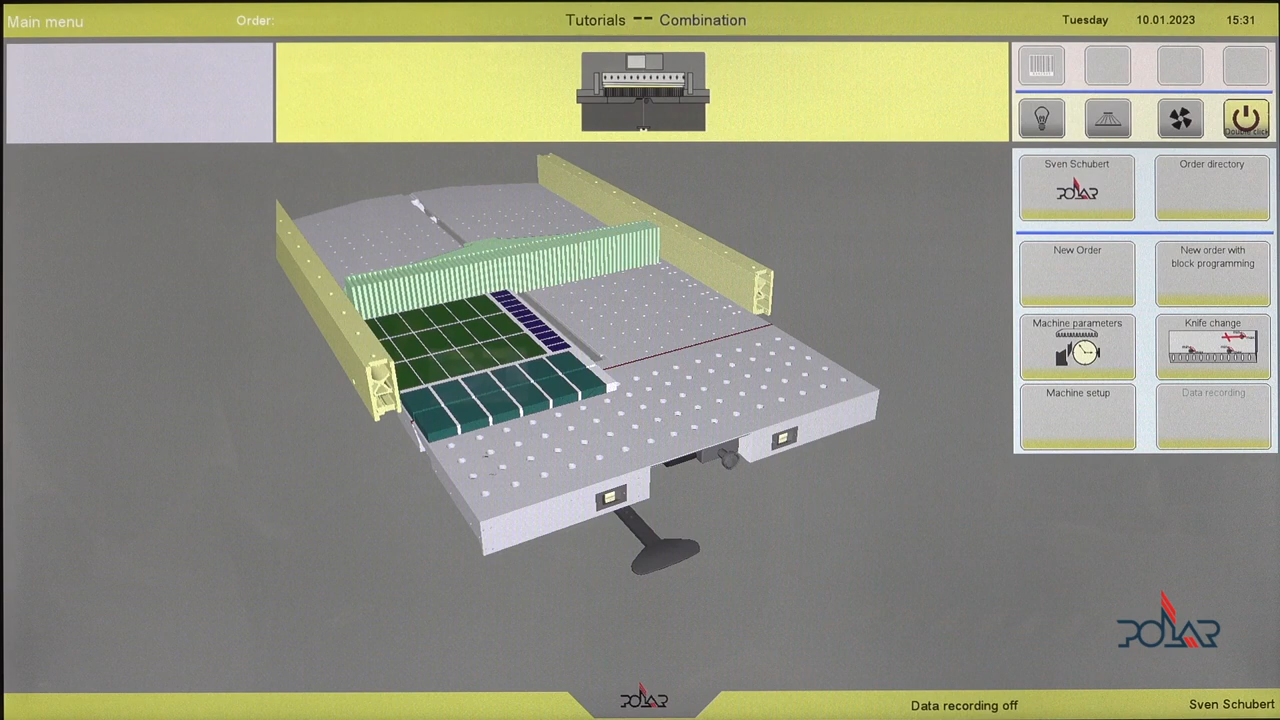 Main menu
Order:
Tutorials -- Combination
Tuesday 10.01.2023 15:31
Double click
Sven Schubert
POLAR
Order directory
New Order
New order with
block programming
Machine parameters
Knife change
Machine setup
Data recording
POLAR
POLAR
Data recording off
Sven Schubert